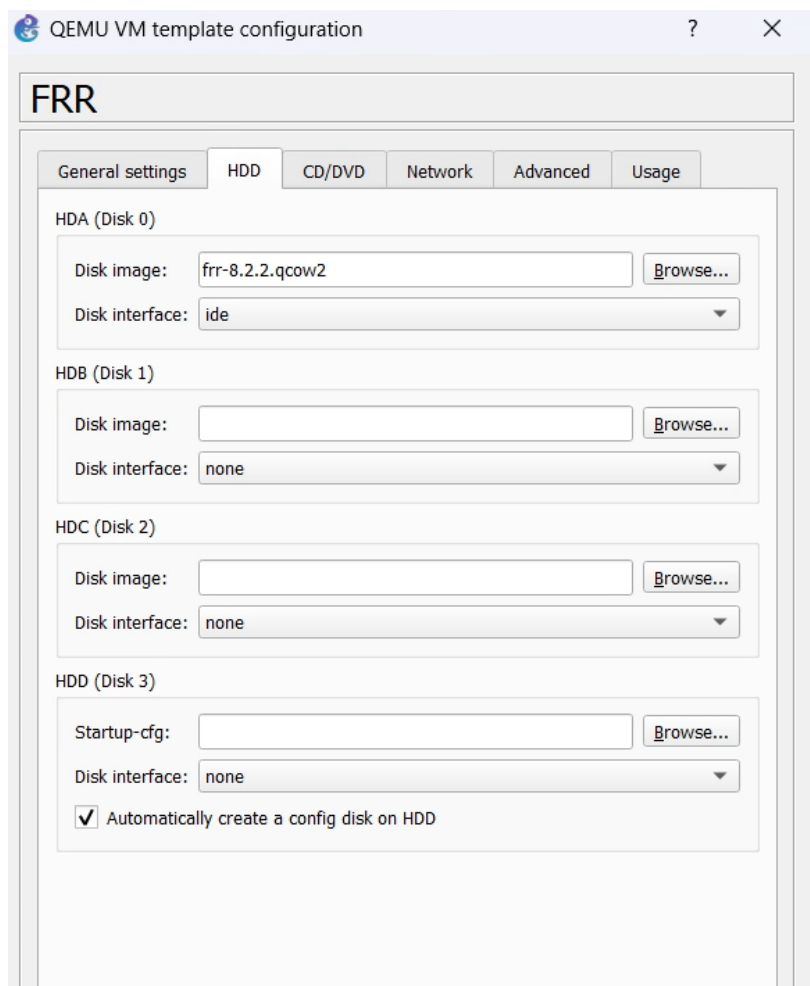 QEMU VM template configuration ? ×
FRR
General settings HDD CD/DVD Network Advanced Usage
HDA (Disk 0)
Disk image: frr-8.2.2.qcow2 Browse...
Disk interface: ide
HDB (Disk 1)
Disk image: Browse...
Disk interface: none
HDC (Disk 2)
Disk image: Browse...
Disk interface: none
HDD (Disk 3)
Startup-cfg: Browse...
Disk interface: none
Automatically create a config disk on HDD